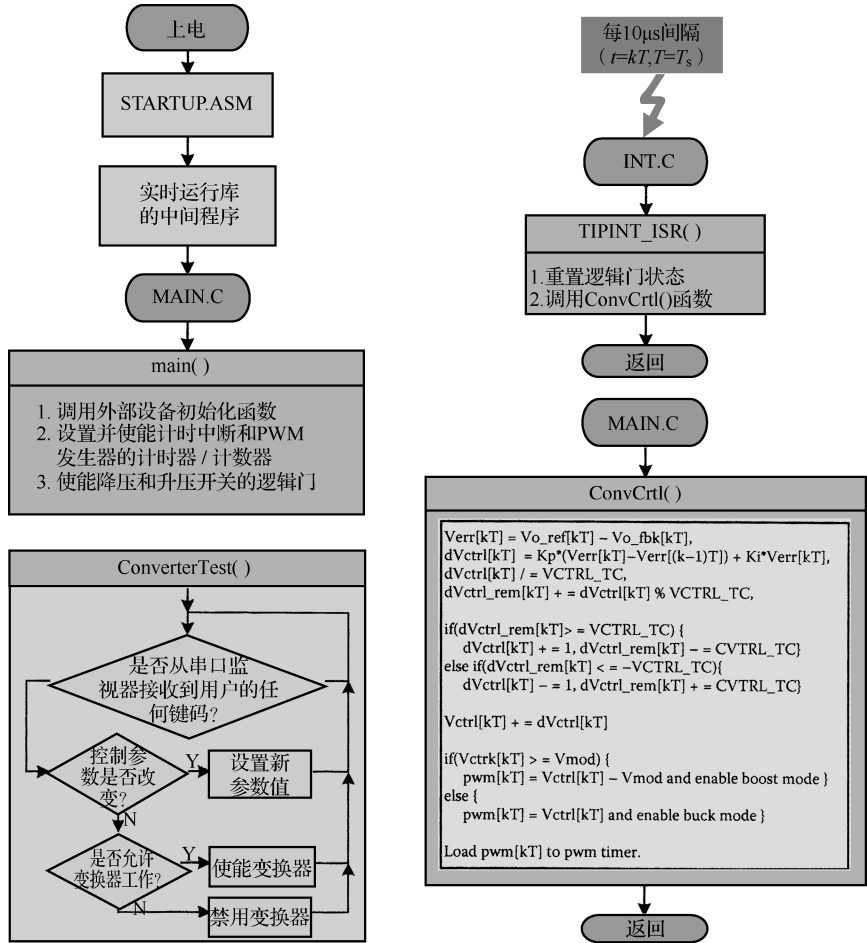 上电
STARTUP.ASM
实时运行库
的中间程序
MAIN.C
main( )
1. 调用外部设备初始化函数
2. 设置并使能计时中断和PWM
发生器的计时器 / 计数器
3. 使能降压和升压开关的逻辑门
ConverterTest( )
是否从串口监
视器接收到用户的任
何键码?
控制参
数是否改
变?
Y
设置新
参数值
N
是否允许
变换器工作?
Y
使能变换器
N
禁用变换器
每10μs间隔
( t=kT,T=Ts )
INT.C
TIPINT_ISR( )
1.重置逻辑门状态
2.调用ConvCrtl()函数
返回
MAIN.C
ConvCrtl( )
Verr[kT] = Vo_ref[kT] − Vo_fbk[kT],
dVctrl[kT] = Kp*(Verr[kT]−Verr[(k−1)T]) + Ki*Verr[kT],
dVctrl[kT] / = VCTRL_TC,
dVctrl_rem[kT] + = dVctrl[kT] % VCTRL_TC,
if(dVctrl_rem[kT]> = VCTRL_TC) {
dVctrl[kT] + = 1, dVctrl_rem[kT] − = CVTRL_TC}
else if(dVctrl_rem[kT] < = −VCTRL_TC){
dVctrl[kT] − = 1, dVctrl_rem[kT] + = CVTRL_TC}
Vctrl[kT] + = dVctrl[kT]
if(Vctrk[kT] > = Vmod) {
pwm[kT] = Vctrl[kT] − Vmod and enable boost mode }
else {
pwm[kT] = Vctrl[kT] and enable buck mode }
Load pwm[kT] to pwm timer.
返回